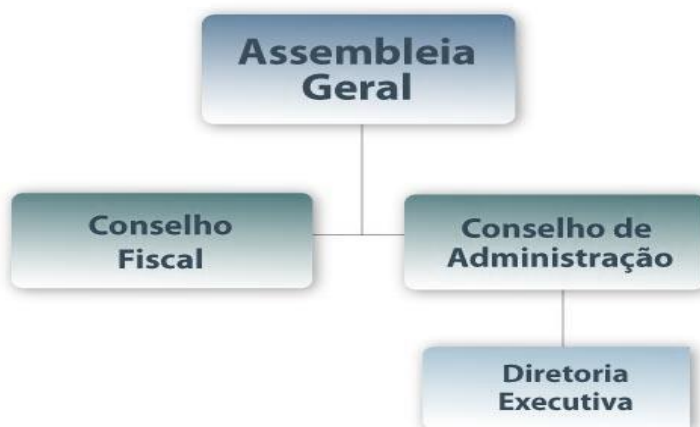 Assembleia
Geral
Conselho
Fiscal
Conselho de
Administração
Diretoria
Executiva